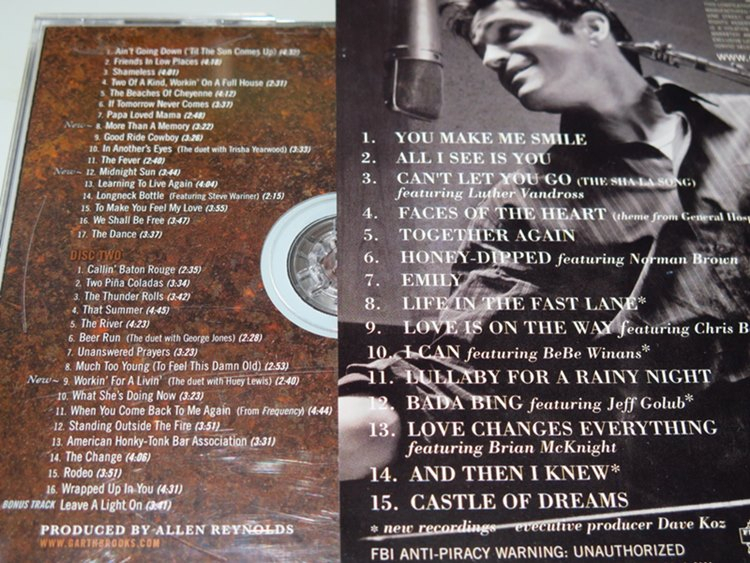 1. Ain't Going Down ('Til The Sun Comes Up) (4:32)
2. Friends In Low Places (4:18)
3. Shameless (4:01)
4. Two Of A Kind, Workin' On A Full House (2:31)
5. The Beaches Of Cheyenne (4:12)
6. If Tomorrow Never Comes (3:37)
7. Papa Loved Mama (2:48)
New~ 8. More Than A Memory (3:22)
9. Good Ride Cowboy (3:26)
10. In Another's Eyes (The duet with Trisha Yearwood) (3:33)
11. The Fever (2:40)
New~ 12. Midnight Sun (3:44)
13. Learning To Live Again (4:04)
14. Longneck Bottle (Featuring Steve Wariner) (2:15)
15. To Make You Feel My Love (3:55)
16. We Shall Be Free (3:47)
17. The Dance (3:37)
DISC TWO
1. Callin' Baton Rouge (2:35)
2. Two Piña Coladas (3:34)
3. The Thunder Rolls (3:42)
4. That Summer (4:45)
5. The River (4:23)
6. Beer Run (The duet with George Jones) (2:28)
7. Unanswered Prayers (3:23)
8. Much Too Young (To Feel This Damn Old) (2:53)
New~ 9. Workin' For A Livin' (The duet with Huey Lewis) (2:40)
10. What She's Doing Now (3:23)
11. When You Come Back To Me Again (From Frequency) (4:44)
12. Standing Outside The Fire (3:51)
13. American Honky-Tonk Bar Association (3:31)
14. The Change (4:06)
15. Rodeo (3:51)
16. Wrapped Up In You (4:31)
BONUS TRACK Leave A Light On (3:41)
PRODUCED BY ALLEN REYNOLDS
WWW.GARTHBROOKS.COM
1. YOU MAKE ME SMILE
2. ALL I SEE IS YOU
3. CAN'T LET YOU GO (THE SHA LA SONG)
featuring Luther Vandross
4. FACES OF THE HEART (theme from General Hosp
5. TOGETHER AGAIN
6. HONEY-DIPPED featuring Norman Brown
7. EMILY
8. LIFE IN THE FAST LANE*
9. LOVE IS ON THE WAY featuring Chris B
10. I CAN featuring BeBe Winans*
11. LULLABY FOR A RAINY NIGHT
12. BADA BING featuring Jeff Golub*
13. LOVE CHANGES EVERYTHING
featuring Brian McKnight
14. AND THEN I KNEW*
15. CASTLE OF DREAMS
* new recordings executive producer Dave Koz
FBI ANTI-PIRACY WARNING: UNAUTHORIZED